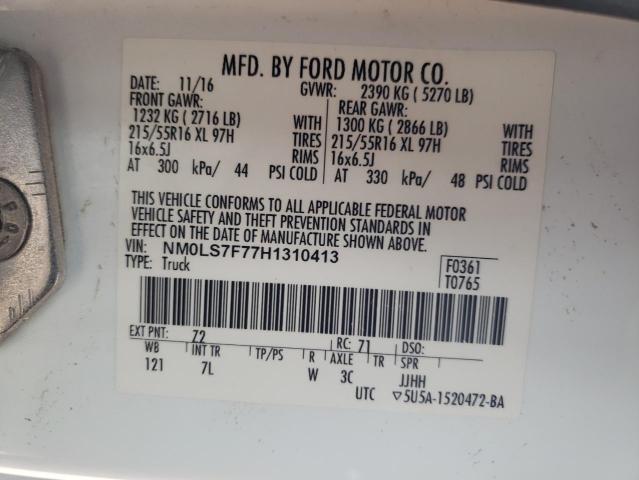 MFD. BY FORD MOTOR CO.
DATE: 11/16 GVWR: 2390 KG ( 5270 LB)
FRONT GAWR: REAR GAWR:
1232 KG ( 2716 LB) WITH 1300 KG ( 2866 LB) WITH
215/55R16 XL 97H TIRES 215/55R16 XL 97H TIRES
16x6.5J RIMS 16x6.5J RIMS
AT 300 kPa/ 44 PSI COLD AT 330 kPa/ 48 PSI COLD
THIS VEHICLE CONFORMS TO ALL APPLICABLE FEDERAL MOTOR
VEHICLE SAFETY AND THEFT PREVENTION STANDARDS IN
EFFECT ON THE DATE OF MANUFACTURE SHOWN ABOVE.
VIN: NM0LS7F77H1310413
TYPE: Truck
F0361
T0765
EXT PNT: Z2 RC: 71 DSO:
WB INT TR TP/PS R AXLE TR SPR
121 7L W 3C JJHH
UTC ▽5U5A-1520472-BA